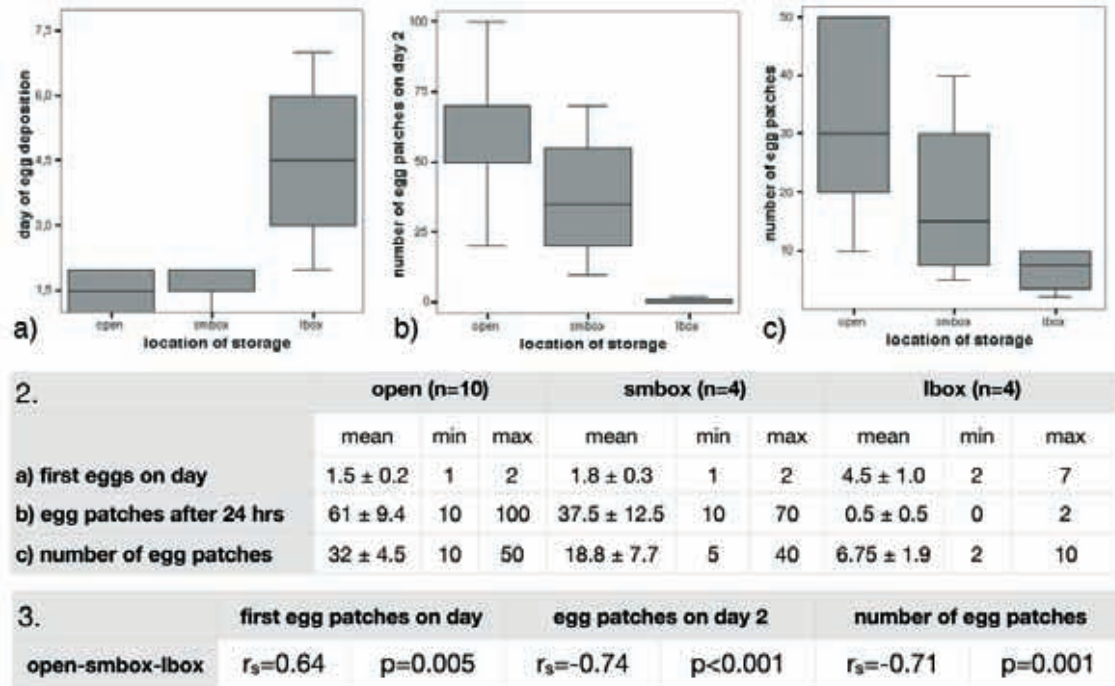 7,5
6,0
4,5
3,0
1,5
day of egg deposition
open smbox lbox
location of storage
a)
100
75
50
25
0
number of egg patches on day 2
open smbox lbox
location of storage
b)
50
40
30
20
10
number of egg patches
open smbox lbox
location of storage
c)
2. open (n=10) smbox (n=4) lbox (n=4)
mean min max mean min max mean min max
a) first eggs on day 1.5 ± 0.2 1 2 1.8 ± 0.3 1 2 4.5 ± 1.0 2 7
b) egg patches after 24 hrs 61 ± 9.4 10 100 37.5 ± 12.5 10 70 0.5 ± 0.5 0 2
c) number of egg patches 32 ± 4.5 10 50 18.8 ± 7.7 5 40 6.75 ± 1.9 2 10
3. first egg patches on day egg patches on day 2 number of egg patches
open-smbox-lbox rs=0.64 p=0.005 rs=-0.74 p<0.001 rs=-0.71 p=0.001